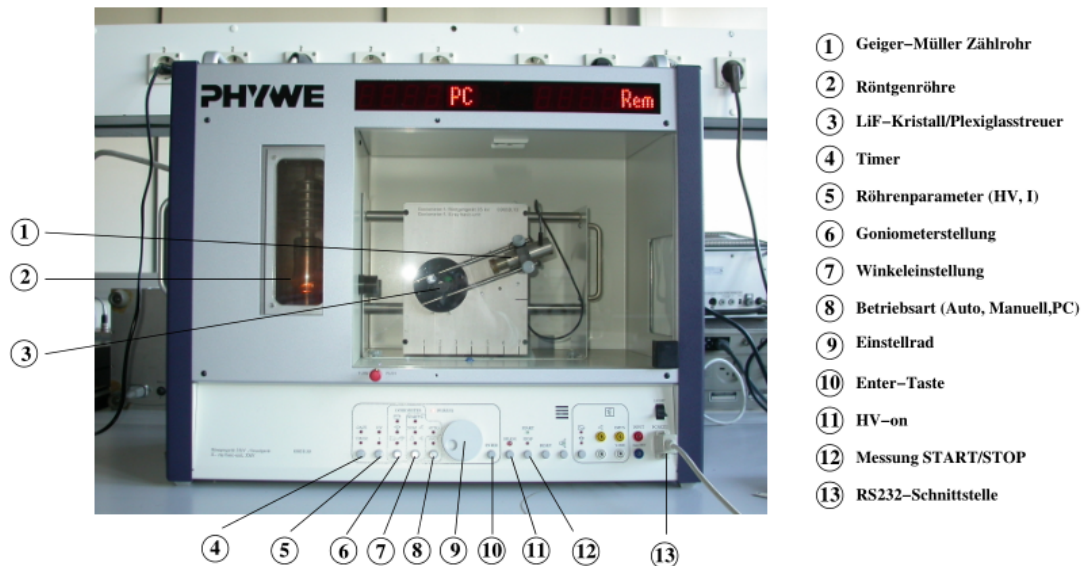 PHYWE
PC
Rem
1 Geiger−Müller Zählrohr
2 Röntgenröhre
3 LiF−Kristall/Plexiglasstreuer
4 Timer
5 Röhrenparameter (HV, I)
6 Goniometerstellung
7 Winkeleinstellung
8 Betriebsart (Auto, Manuell,PC)
9 Einstellrad
10 Enter−Taste
11 HV−on
12 Messung START/STOP
13 RS232−Schnittstelle
1
2
3
4 5 6 7 8 9 10 11 12 13